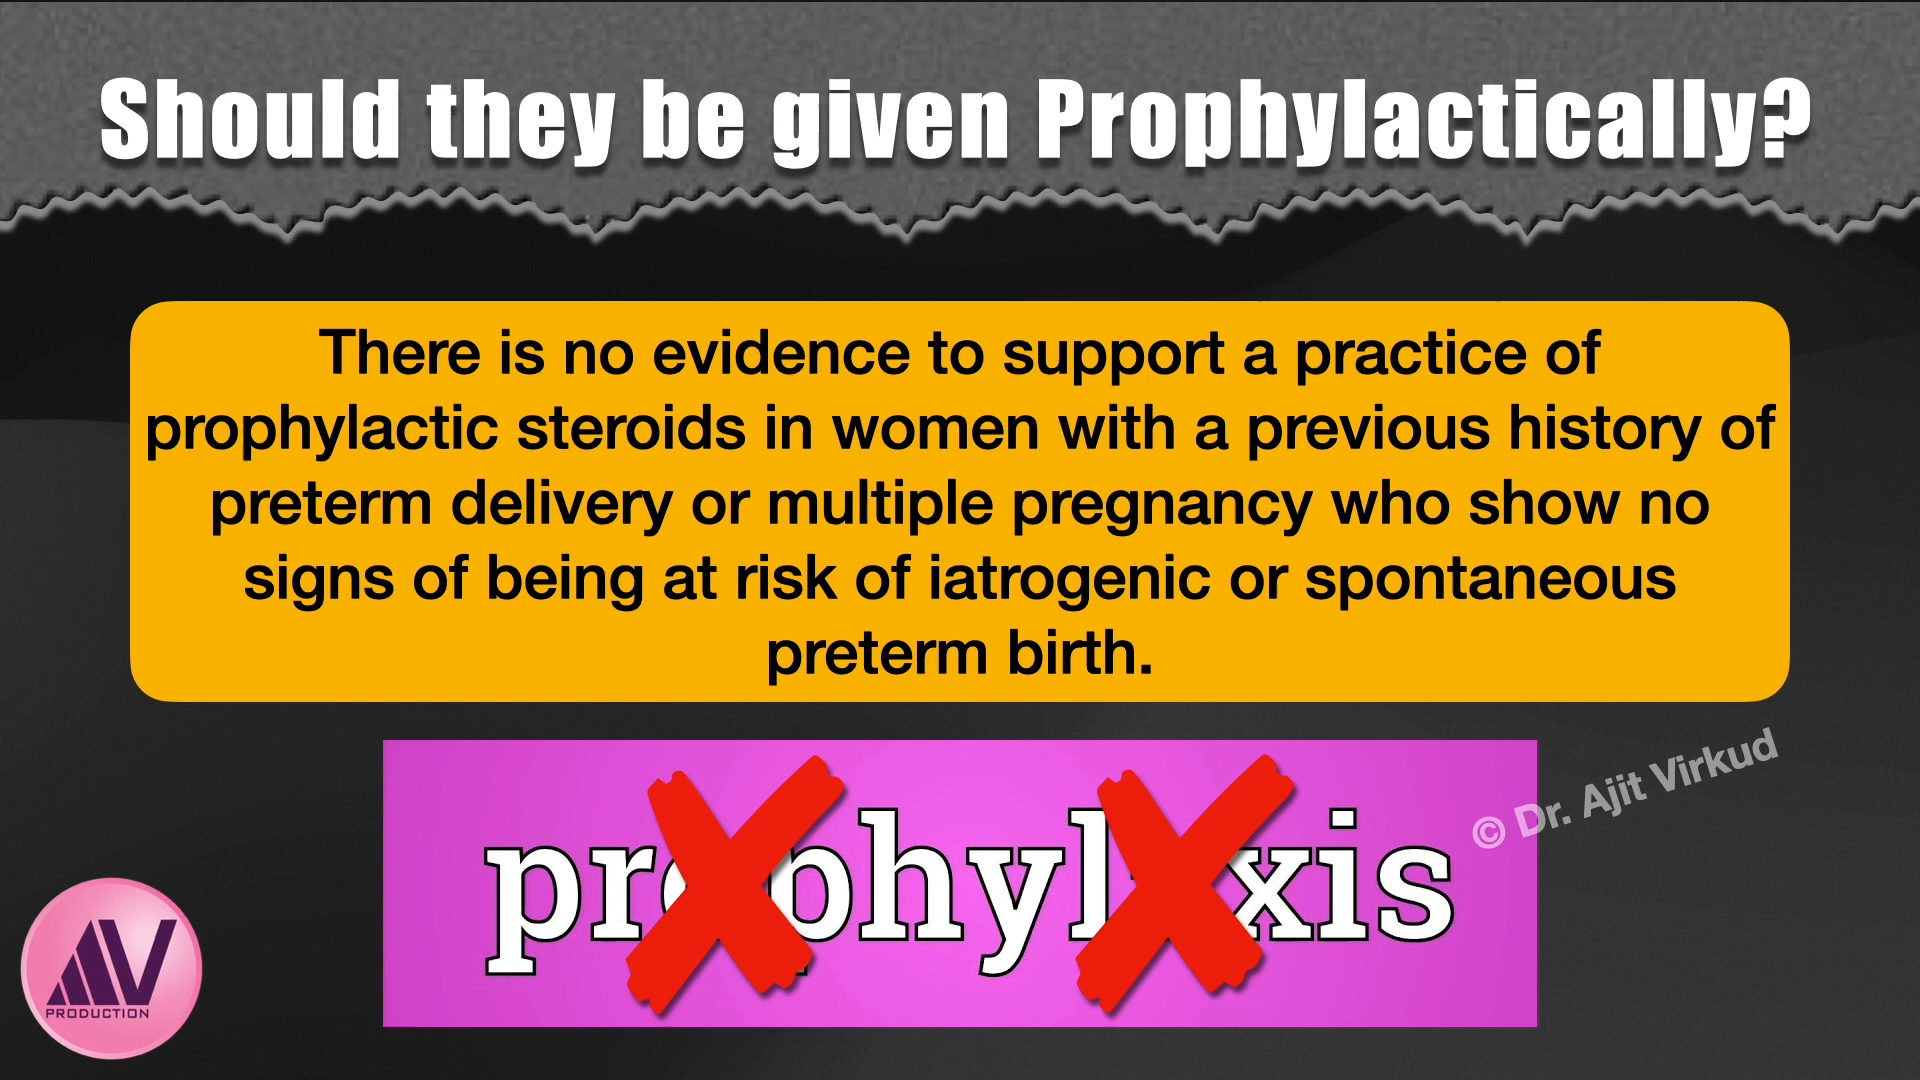 Should they be given Prophylactically?
There is no evidence to support a practice of
prophylactic steroids in women with a previous history of
preterm delivery or multiple pregnancy who show no
signs of being at risk of iatrogenic or spontaneous
preterm birth.
prophylaxis
© Dr. Ajit Virkud
AV
PRODUCTION